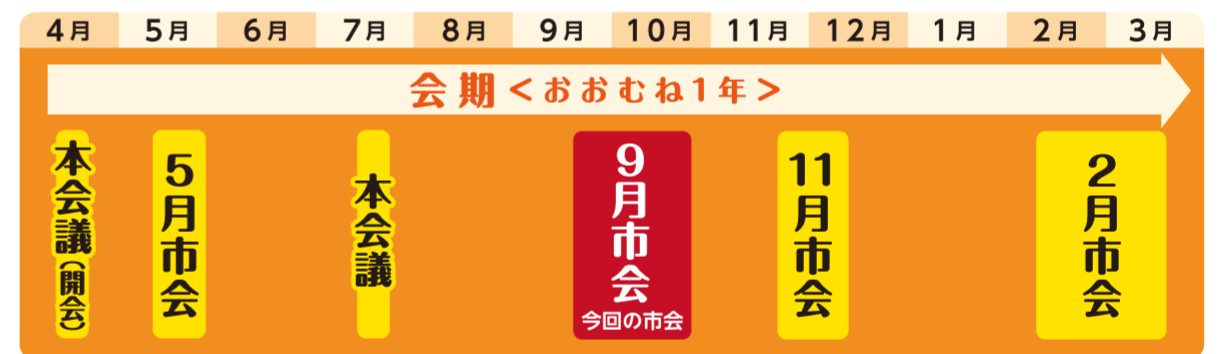 4月 5月 6月 7月 8月 9月 10月 11月 12月 1月 2月 3月
会期<おおむね1年>
本会議(開会)
5月市会
本会議
9月市会
今回の市会
11月市会
2月市会